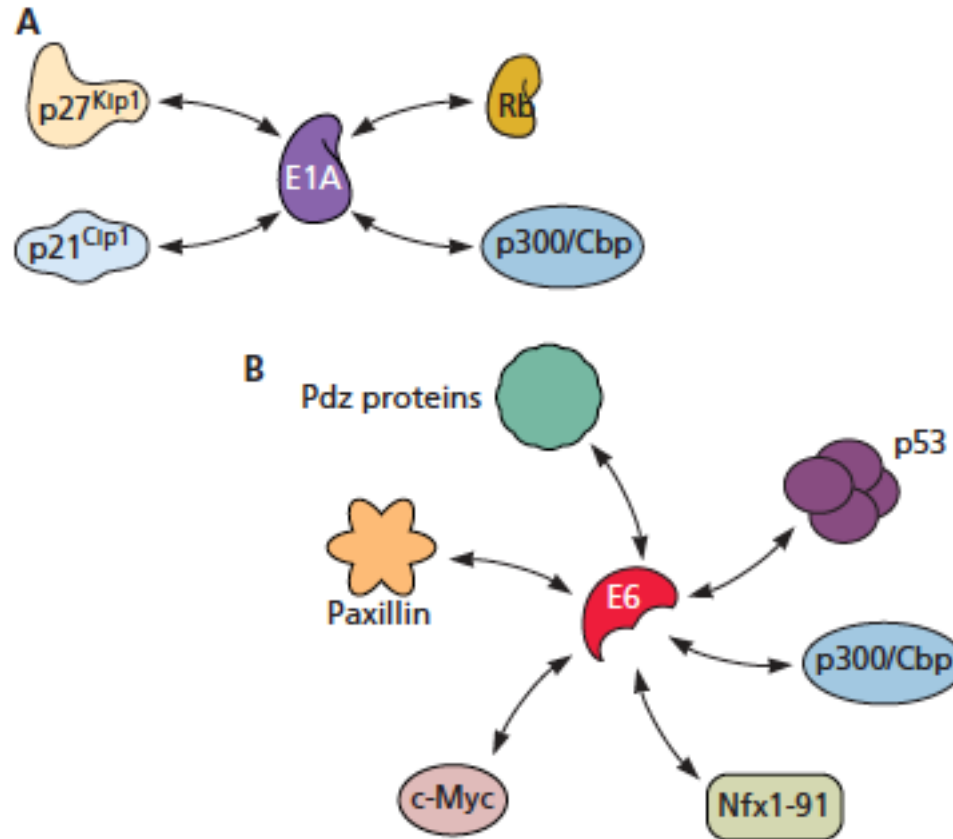 A
p27Kip1
Rb
E1A
p21Cip1
p300/Cbp
B
Pdz proteins
p53
Paxillin
E6
p300/Cbp
c-Myc
Nfx1-91